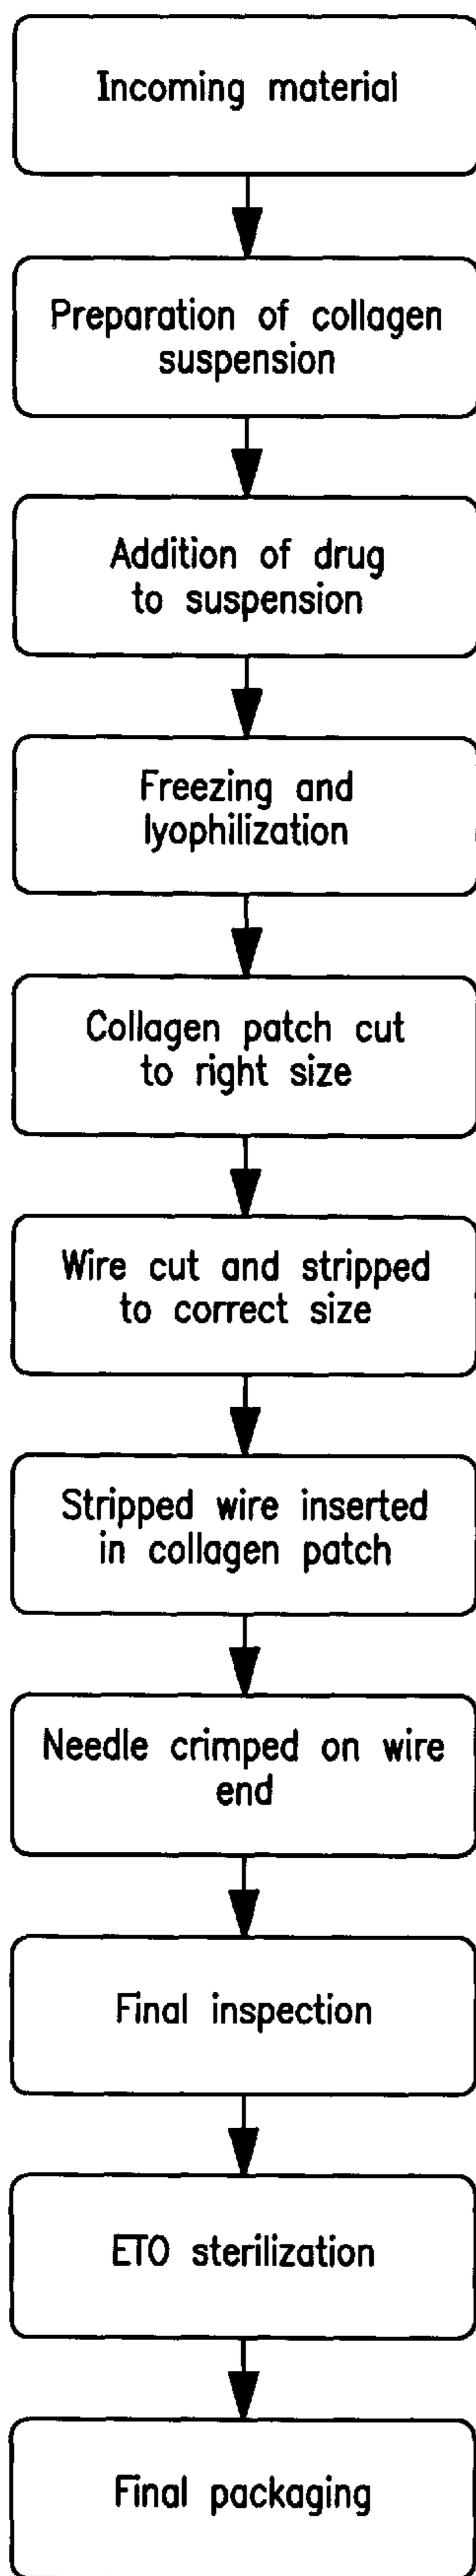 Incoming material
Preparation of collagen
suspension
Addition of drug
to suspension
Freezing and
lyophilization
Collagen patch cut
to right size
Wire cut and stripped
to correct size
Stripped wire inserted
in collagen patch
Needle crimped on wire
end
Final inspection
ETO sterilization
Final packaging